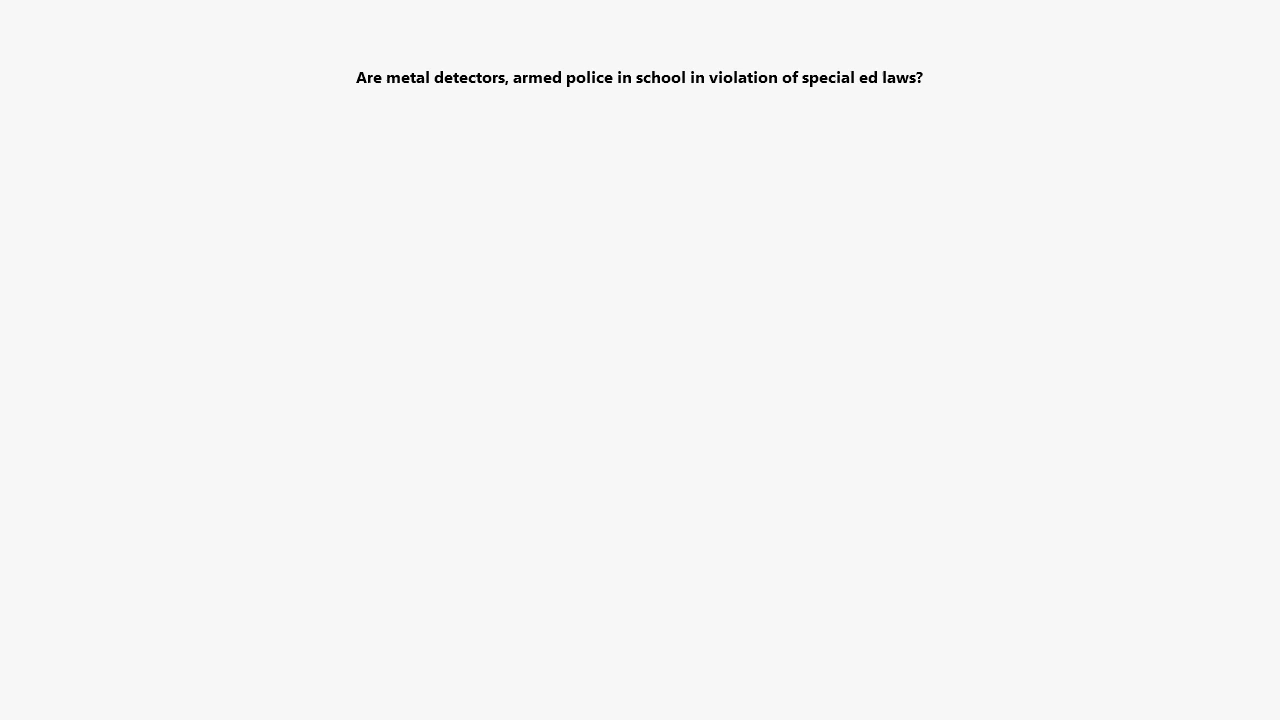 Are metal detectors, armed police in school in violation of special ed laws?